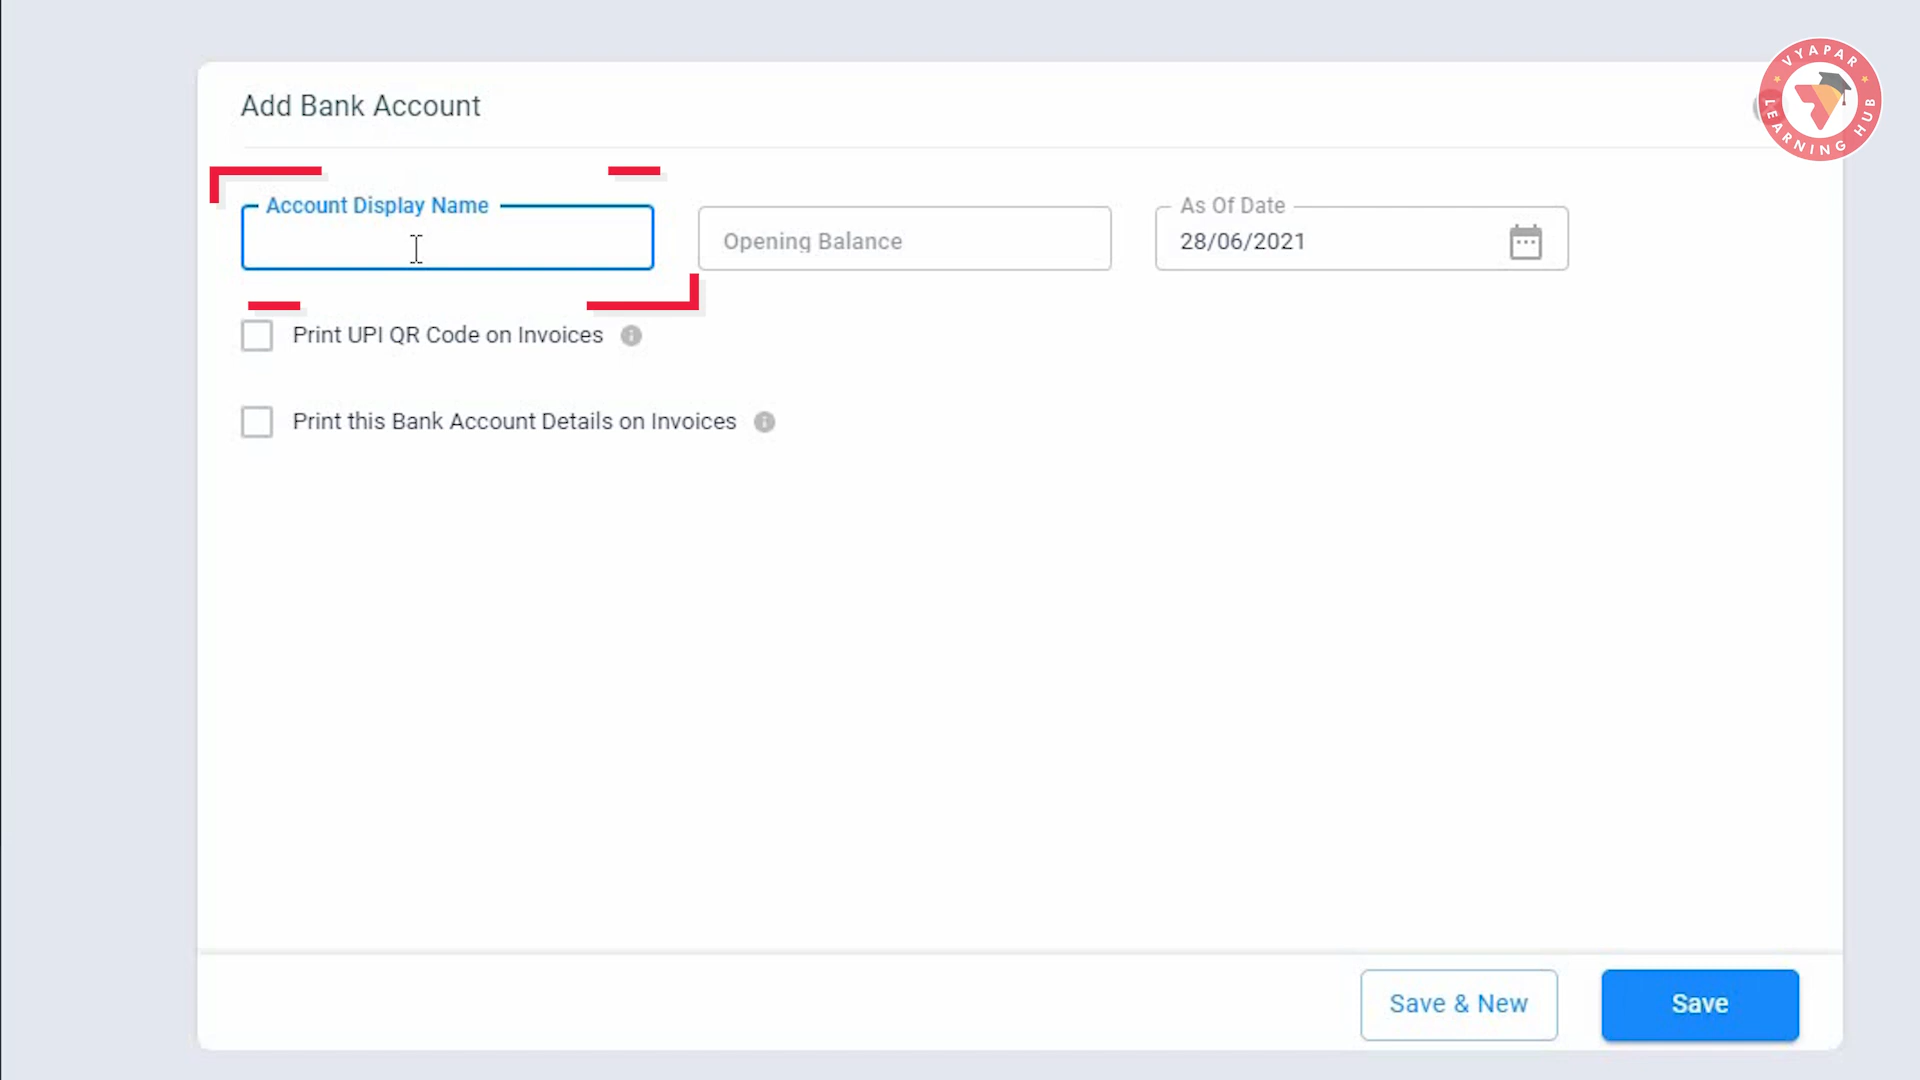 Add Bank Account
VYAPAR
LEARNING HUB
Account Display Name
Opening Balance
As Of Date
28/06/2021
Print UPI QR Code on Invoices
Print this Bank Account Details on Invoices
Save & New
Save